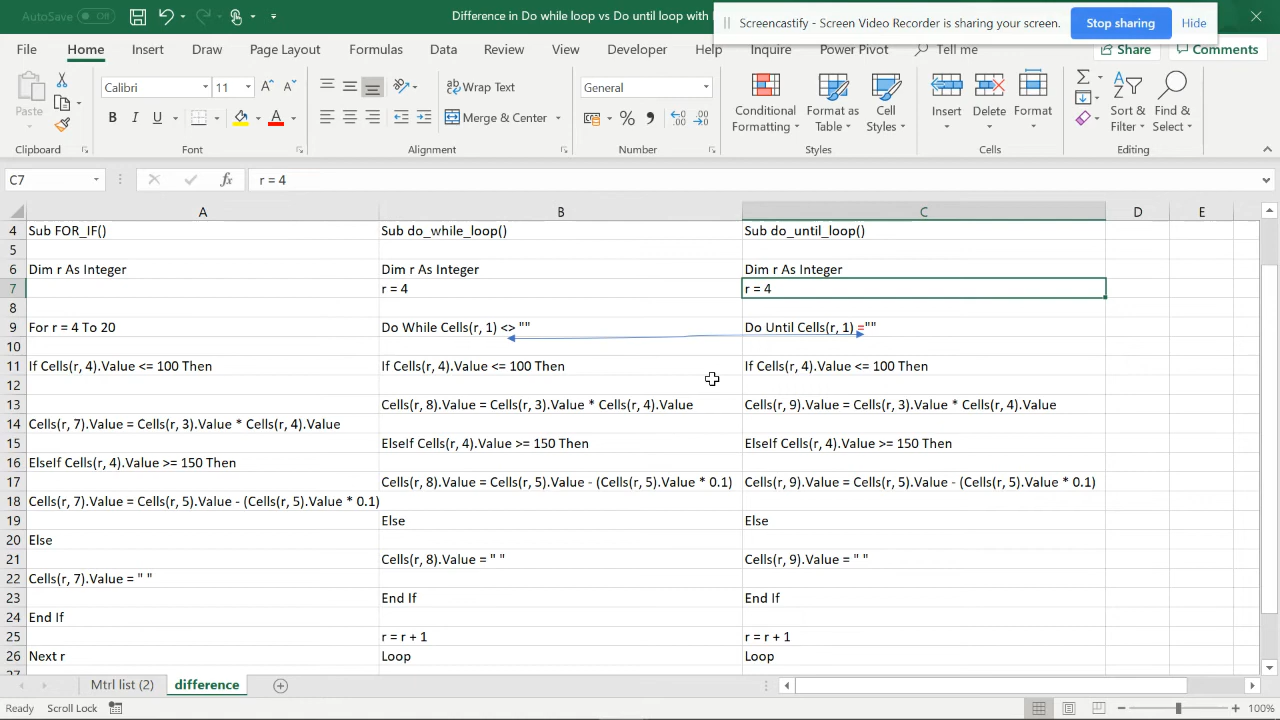 AutoSave Off
Difference in Do while loop vs Do until loop with
Screencastify - Screen Video Recorder is sharing your screen.
Stop sharing
Hide
File Home Insert Draw Page Layout Formulas Data Review View Developer Help Inquire Power Pivot Tell me Share Comments
Paste
Calibri 11
Wrap Text
Merge & Center
General
Conditional Formatting
Format as Table
Cell Styles
Insert
Delete
Format
Sort & Filter
Find & Select
Clipboard Font Alignment Number Styles Cells Editing
C7 fx r = 4
A B C D E
4 Sub FOR_IF() Sub do_while_loop() Sub do_until_loop()
5
6 Dim r As Integer Dim r As Integer Dim r As Integer
7 r = 4 r = 4
8
9 For r = 4 To 20 Do While Cells(r, 1) <> "" Do Until Cells(r, 1) =""
10
11 If Cells(r, 4).Value <= 100 Then If Cells(r, 4).Value <= 100 Then If Cells(r, 4).Value <= 100 Then
12
13 Cells(r, 8).Value = Cells(r, 3).Value * Cells(r, 4).Value Cells(r, 9).Value = Cells(r, 3).Value * Cells(r, 4).Value
14 Cells(r, 7).Value = Cells(r, 3).Value * Cells(r, 4).Value
15 ElseIf Cells(r, 4).Value >= 150 Then ElseIf Cells(r, 4).Value >= 150 Then
16 ElseIf Cells(r, 4).Value >= 150 Then
17 Cells(r, 8).Value = Cells(r, 5).Value - (Cells(r, 5).Value * 0.1) Cells(r, 9).Value = Cells(r, 5).Value - (Cells(r, 5).Value * 0.1)
18 Cells(r, 7).Value = Cells(r, 5).Value - (Cells(r, 5).Value * 0.1)
19 Else Else
20 Else
21 Cells(r, 8).Value = " " Cells(r, 9).Value = " "
22 Cells(r, 7).Value = " "
23 End If End If
24 End If
25 r = r + 1 r = r + 1
26 Next r Loop Loop
Mtrl list (2) difference
Ready Scroll Lock 100%